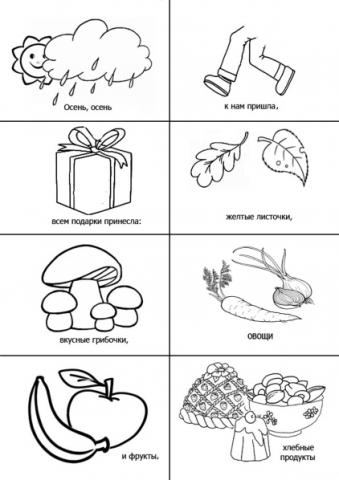 Осень, осень
к нам пришла,
всем подарки принесла:
желтые листочки,
вкусные грибочки,
овощи
и фрукты,
хлебные
продукты